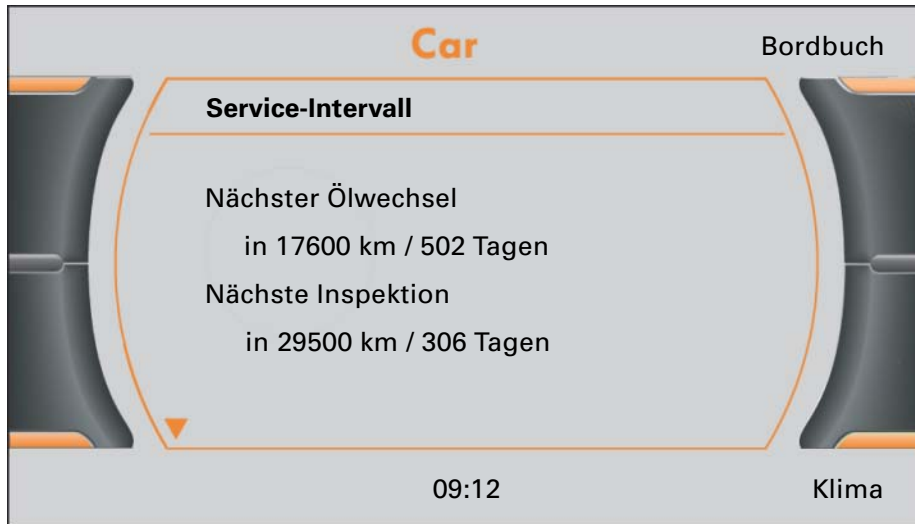 Car
Bordbuch
Service-Intervall
Nächster Ölwechsel
in 17600 km / 502 Tagen
Nächste Inspektion
in 29500 km / 306 Tagen
09:12
Klima